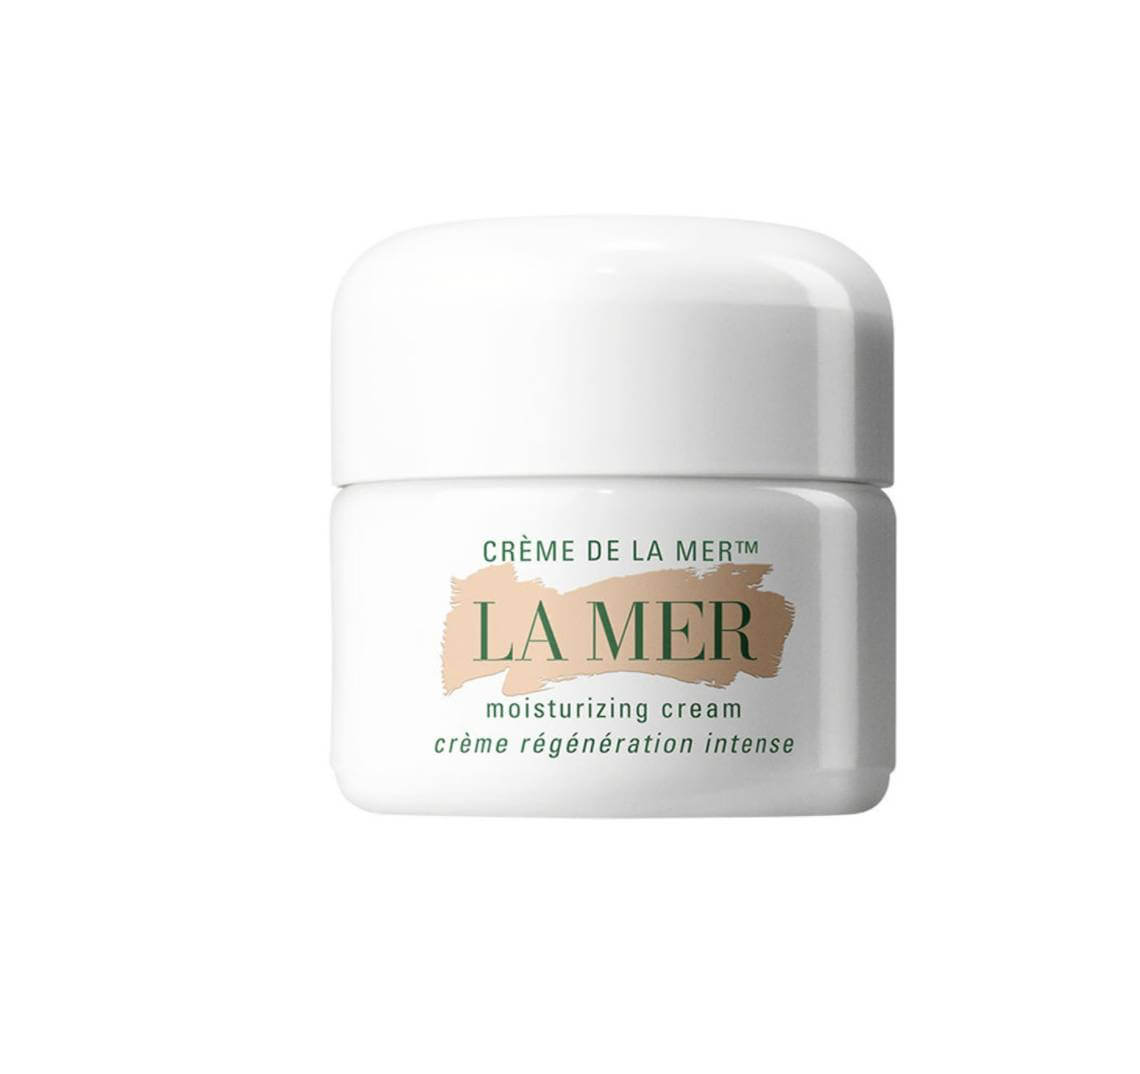 CRÈME DE LA MER™
LA MER
moisturizing cream
crème régénération intense